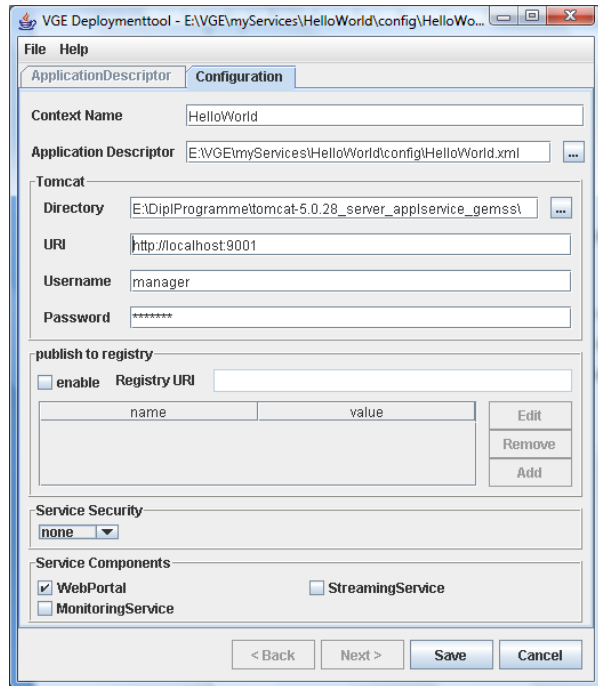 VGE Deploymenttool - E:\VGE\myServices\HelloWorld\config\HelloWo...
File Help
ApplicationDescriptor Configuration
Context Name HelloWorld
Application Descriptor E:\VGE\myServices\HelloWorld\config\HelloWorld.xml ...
Tomcat
Directory E:\DiplProgramme\tomcat-5.0.28_server_applservice_gemss\ ...
URI http://localhost:9001
Username manager
Password *******
publish to registry
enable Registry URI
name value Edit
Remove
Add
Service Security
none
Service Components
WebPortal StreamingService
MonitoringService
< Back Next > Save Cancel